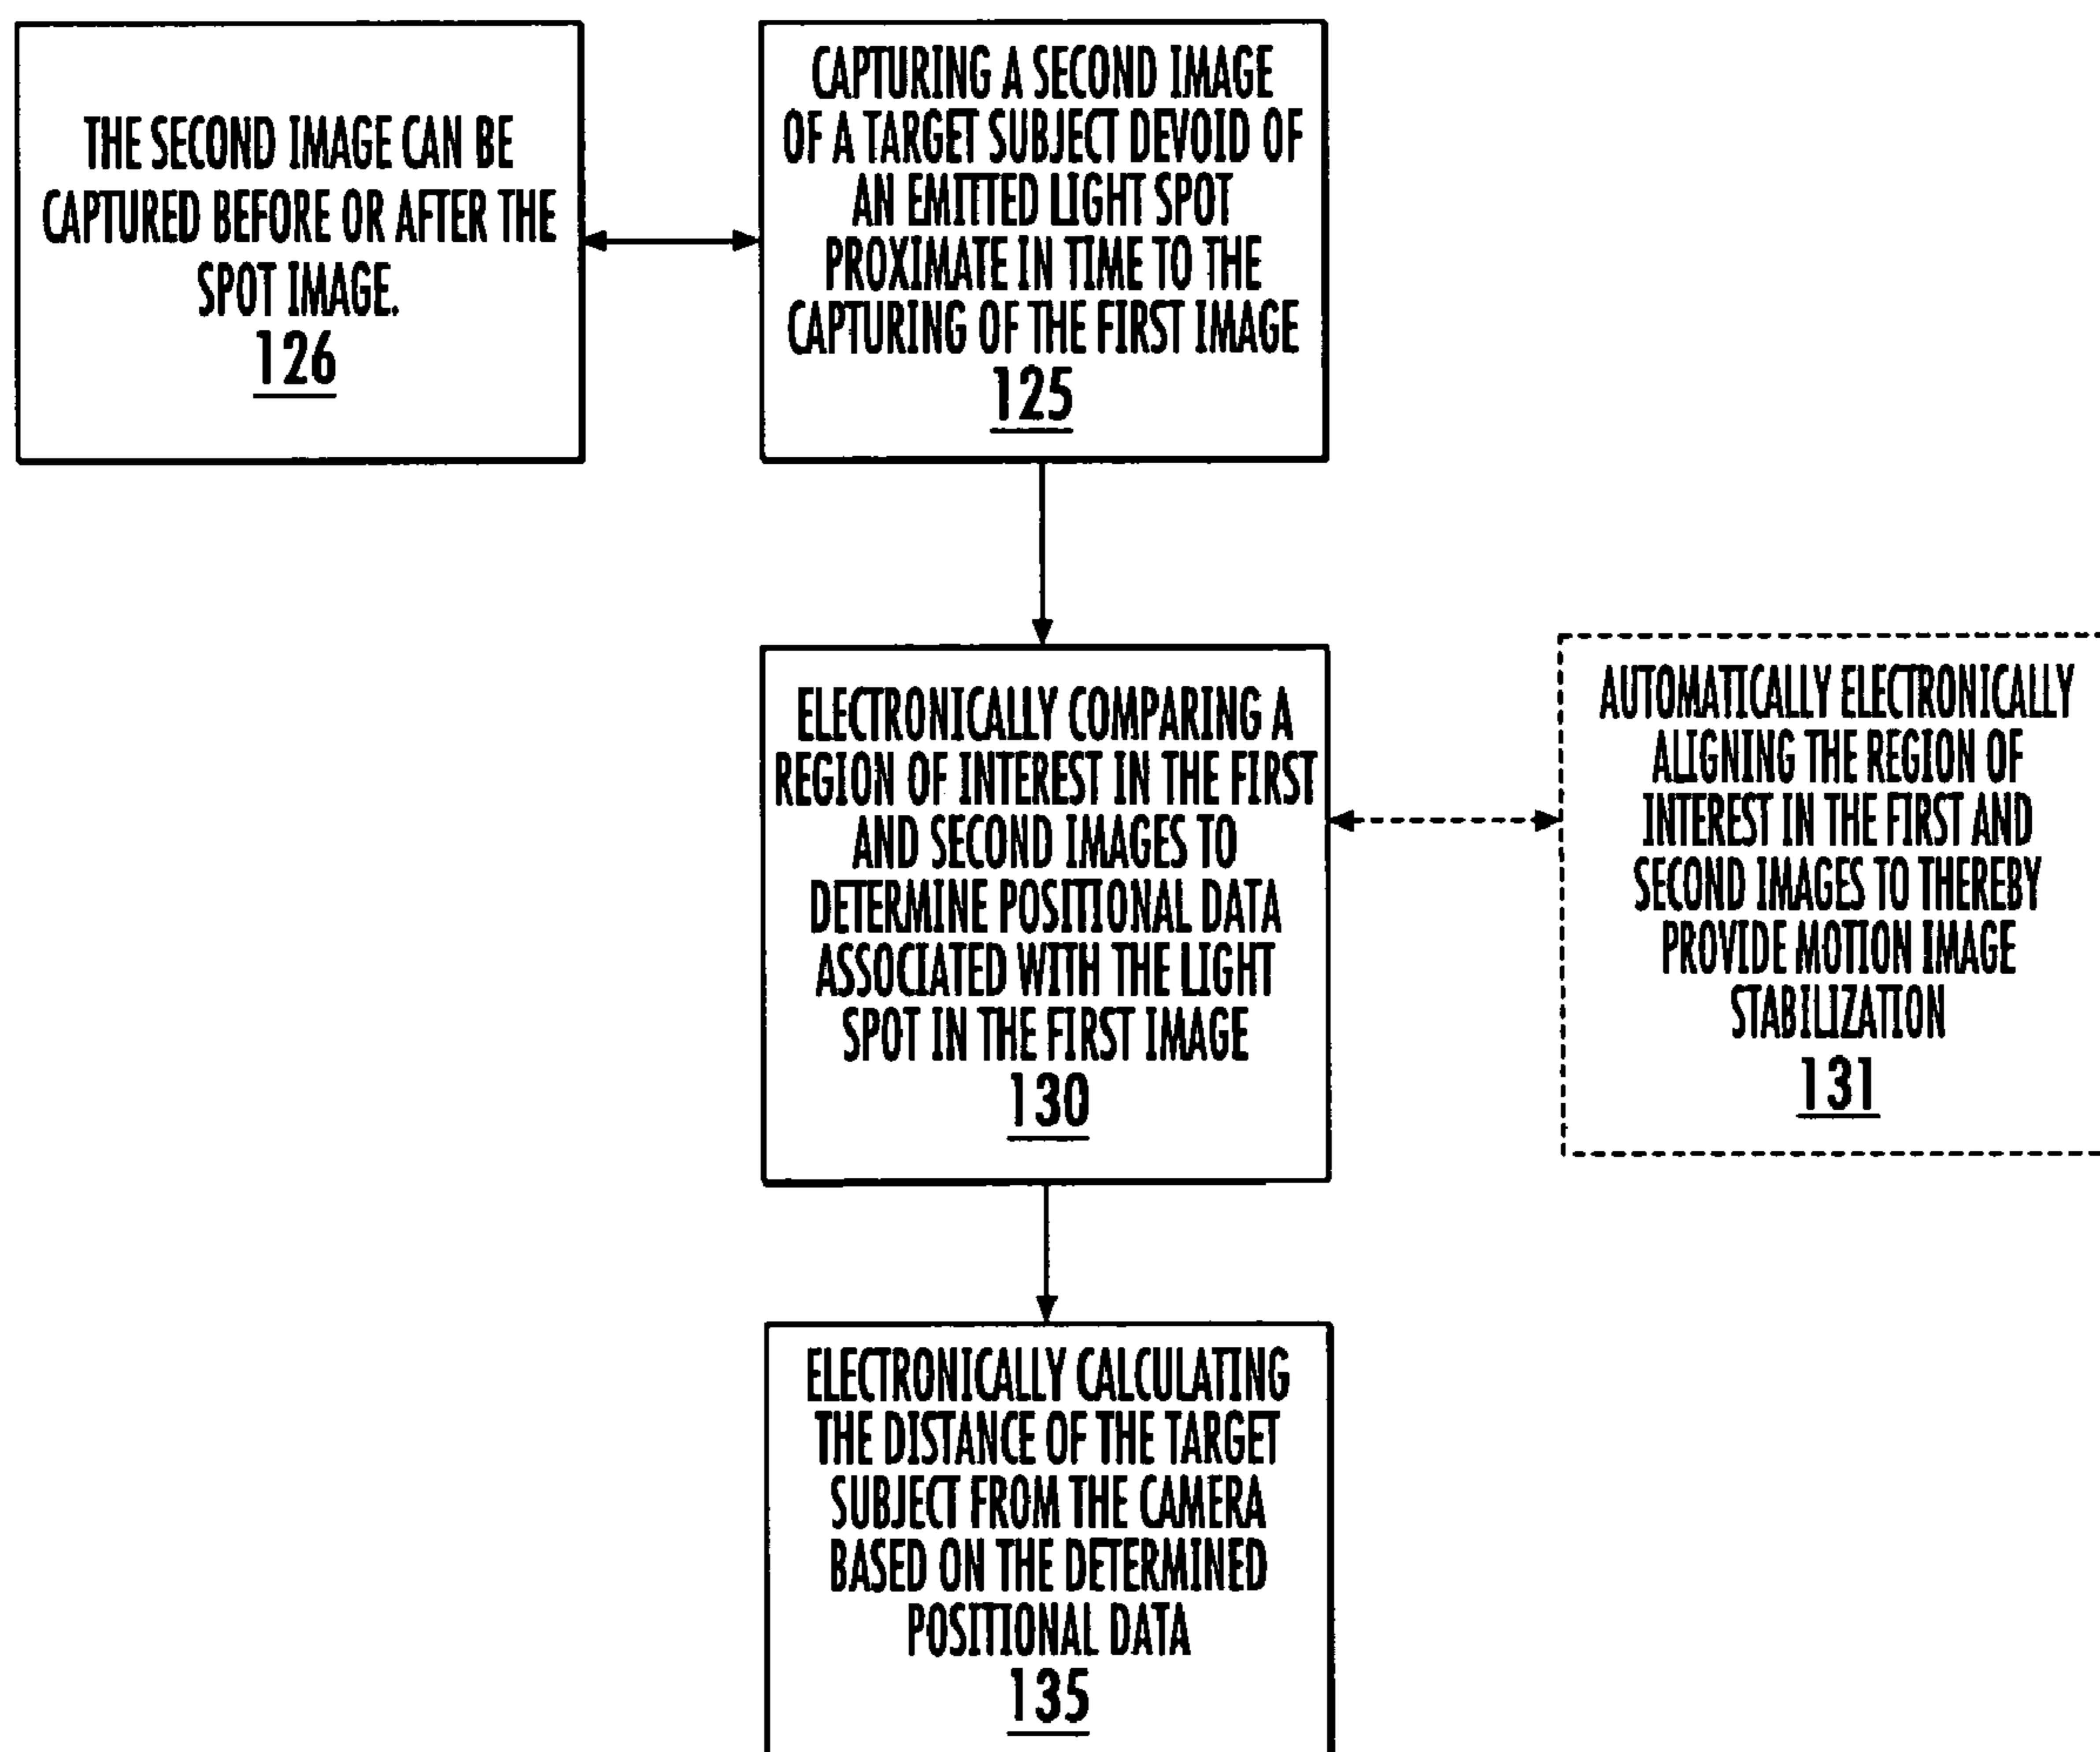 THE SECOND IMAGE CAN BE
CAPTURED BEFORE OR AFTER THE
SPOT IMAGE.
126
CAPTURING A SECOND IMAGE
OF A TARGET SUBJECT DEVOID OF
AN EMITTED LIGHT SPOT
PROXIMATE IN TIME TO THE
CAPTURING OF THE FIRST IMAGE
125
ELECTRONICALLY COMPARING A
REGION OF INTEREST IN THE FIRST
AND SECOND IMAGES TO
DETERMINE POSITIONAL DATA
ASSOCIATED WITH THE LIGHT
SPOT IN THE FIRST IMAGE
130
AUTOMATICALLY ELECTRONICALLY
ALIGNING THE REGION OF
INTEREST IN THE FIRST AND
SECOND IMAGES TO THEREBY
PROVIDE MOTION IMAGE
STABILIZATION
131
ELECTRONICALLY CALCULATING
THE DISTANCE OF THE TARGET
SUBJECT FROM THE CAMERA
BASED ON THE DETERMINED
POSITIONAL DATA
135